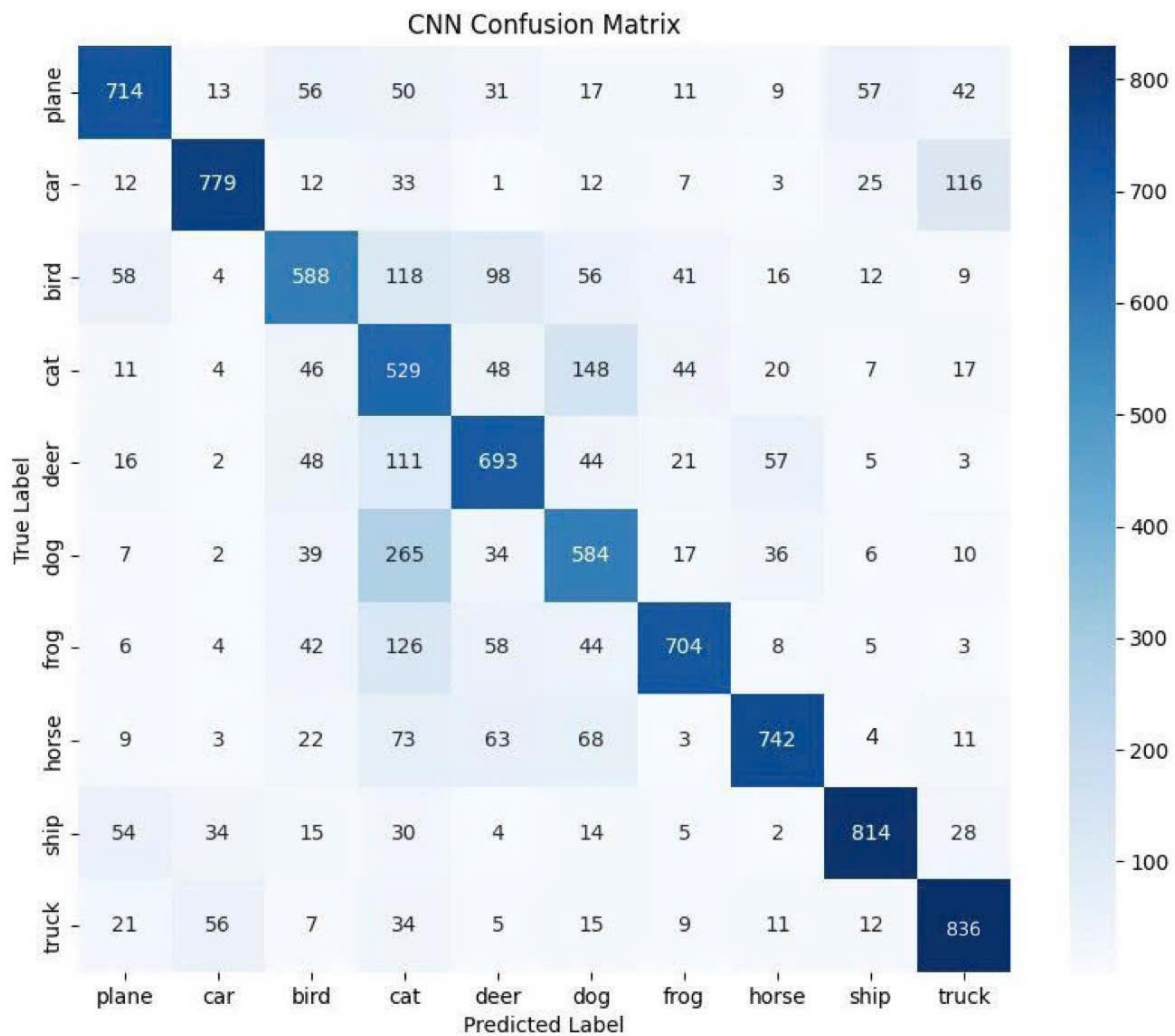 CNN Confusion Matrix
plane 714 13 56 50 31 17 11 9 57 42
car 12 779 12 33 1 12 7 3 25 116
bird 58 4 588 118 98 56 41 16 12 9
cat 11 4 46 529 48 148 44 20 7 17
deer 16 2 48 111 693 44 21 57 5 3
dog 7 2 39 265 34 584 17 36 6 10
frog 6 4 42 126 58 44 704 8 5 3
horse 9 3 22 73 63 68 3 742 4 11
ship 54 34 15 30 4 14 5 2 814 28
truck 21 56 7 34 5 15 9 11 12 836
True Label
plane car bird cat deer dog frog horse ship truck
Predicted Label
800
700
600
500
400
300
200
100